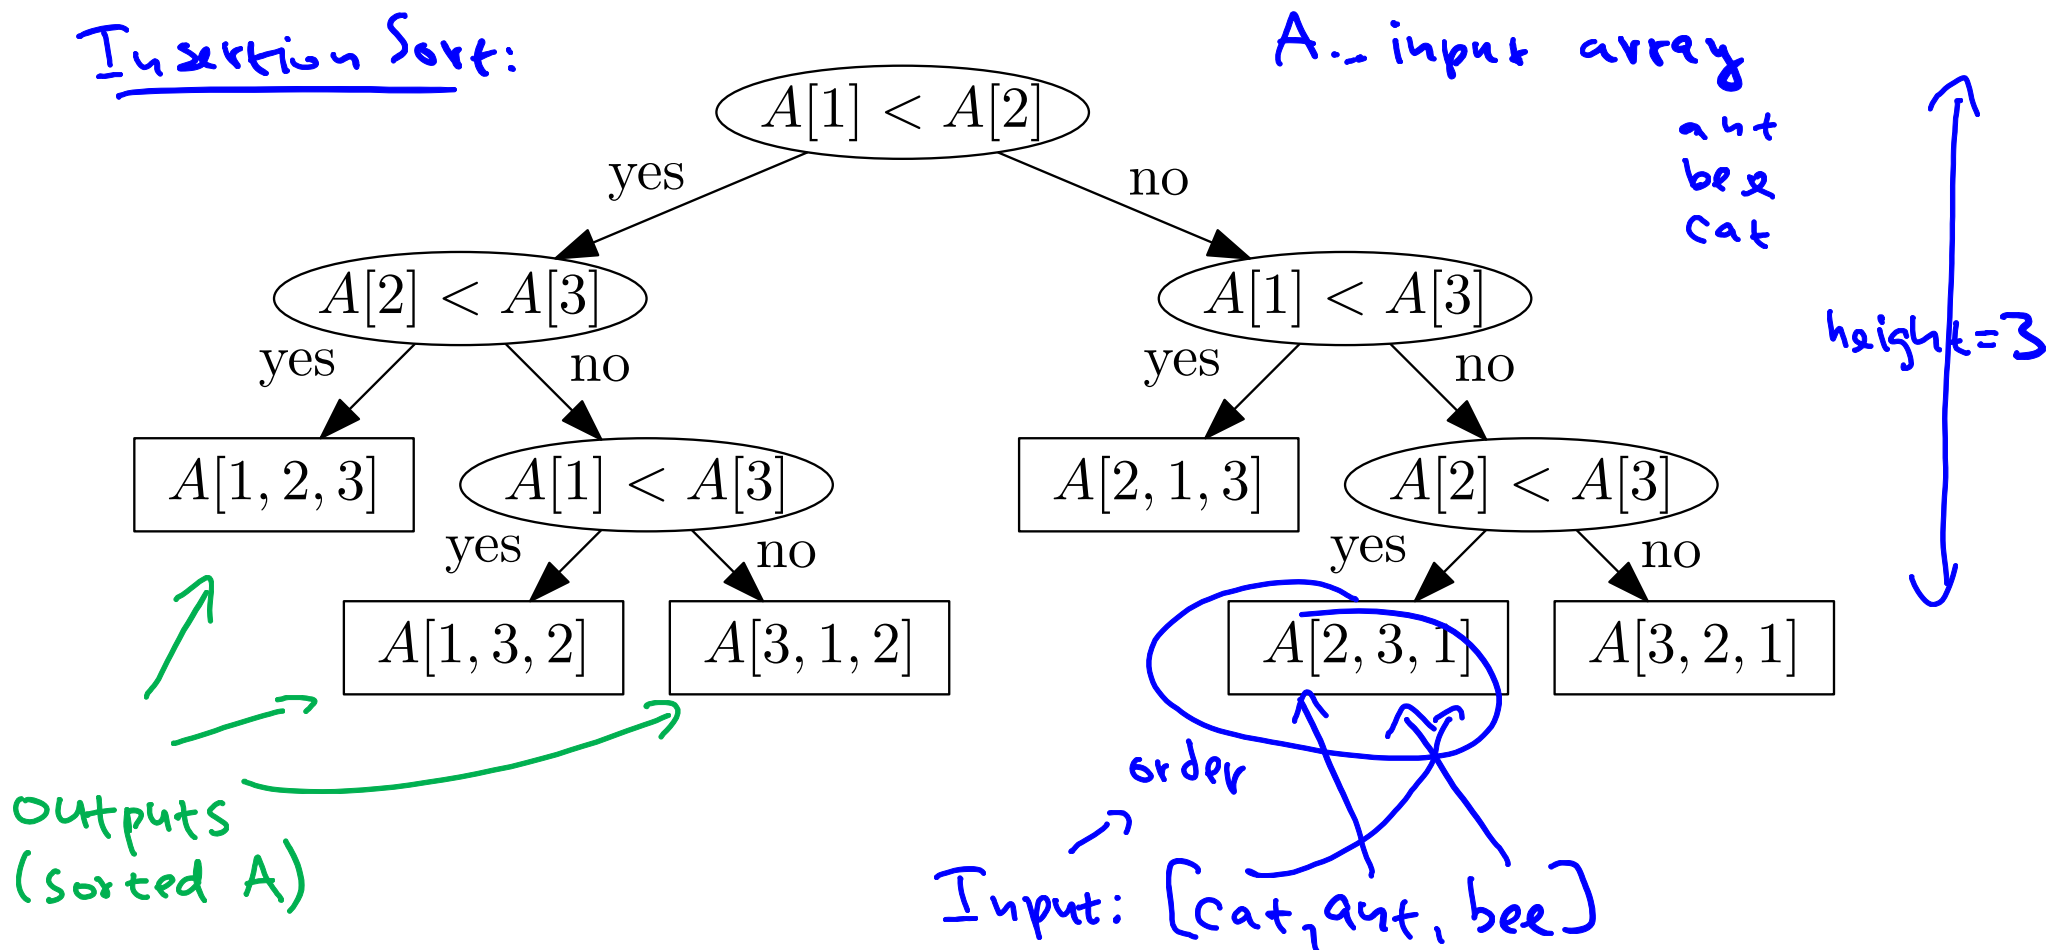 Insertion Sort:
A... input array
A[1] < A[2]
ant
yes
no
bee
cat
A[2] < A[3]
A[1] < A[3]
height=3
yes
no
yes
no
A[1, 2, 3]
A[1] < A[3]
A[2, 1, 3]
A[2] < A[3]
yes
no
yes
no
A[1, 3, 2]
A[3, 1, 2]
A[2, 3, 1]
A[3, 2, 1]
order
outputs
(sorted A)
Input: [cat, ant, bee]